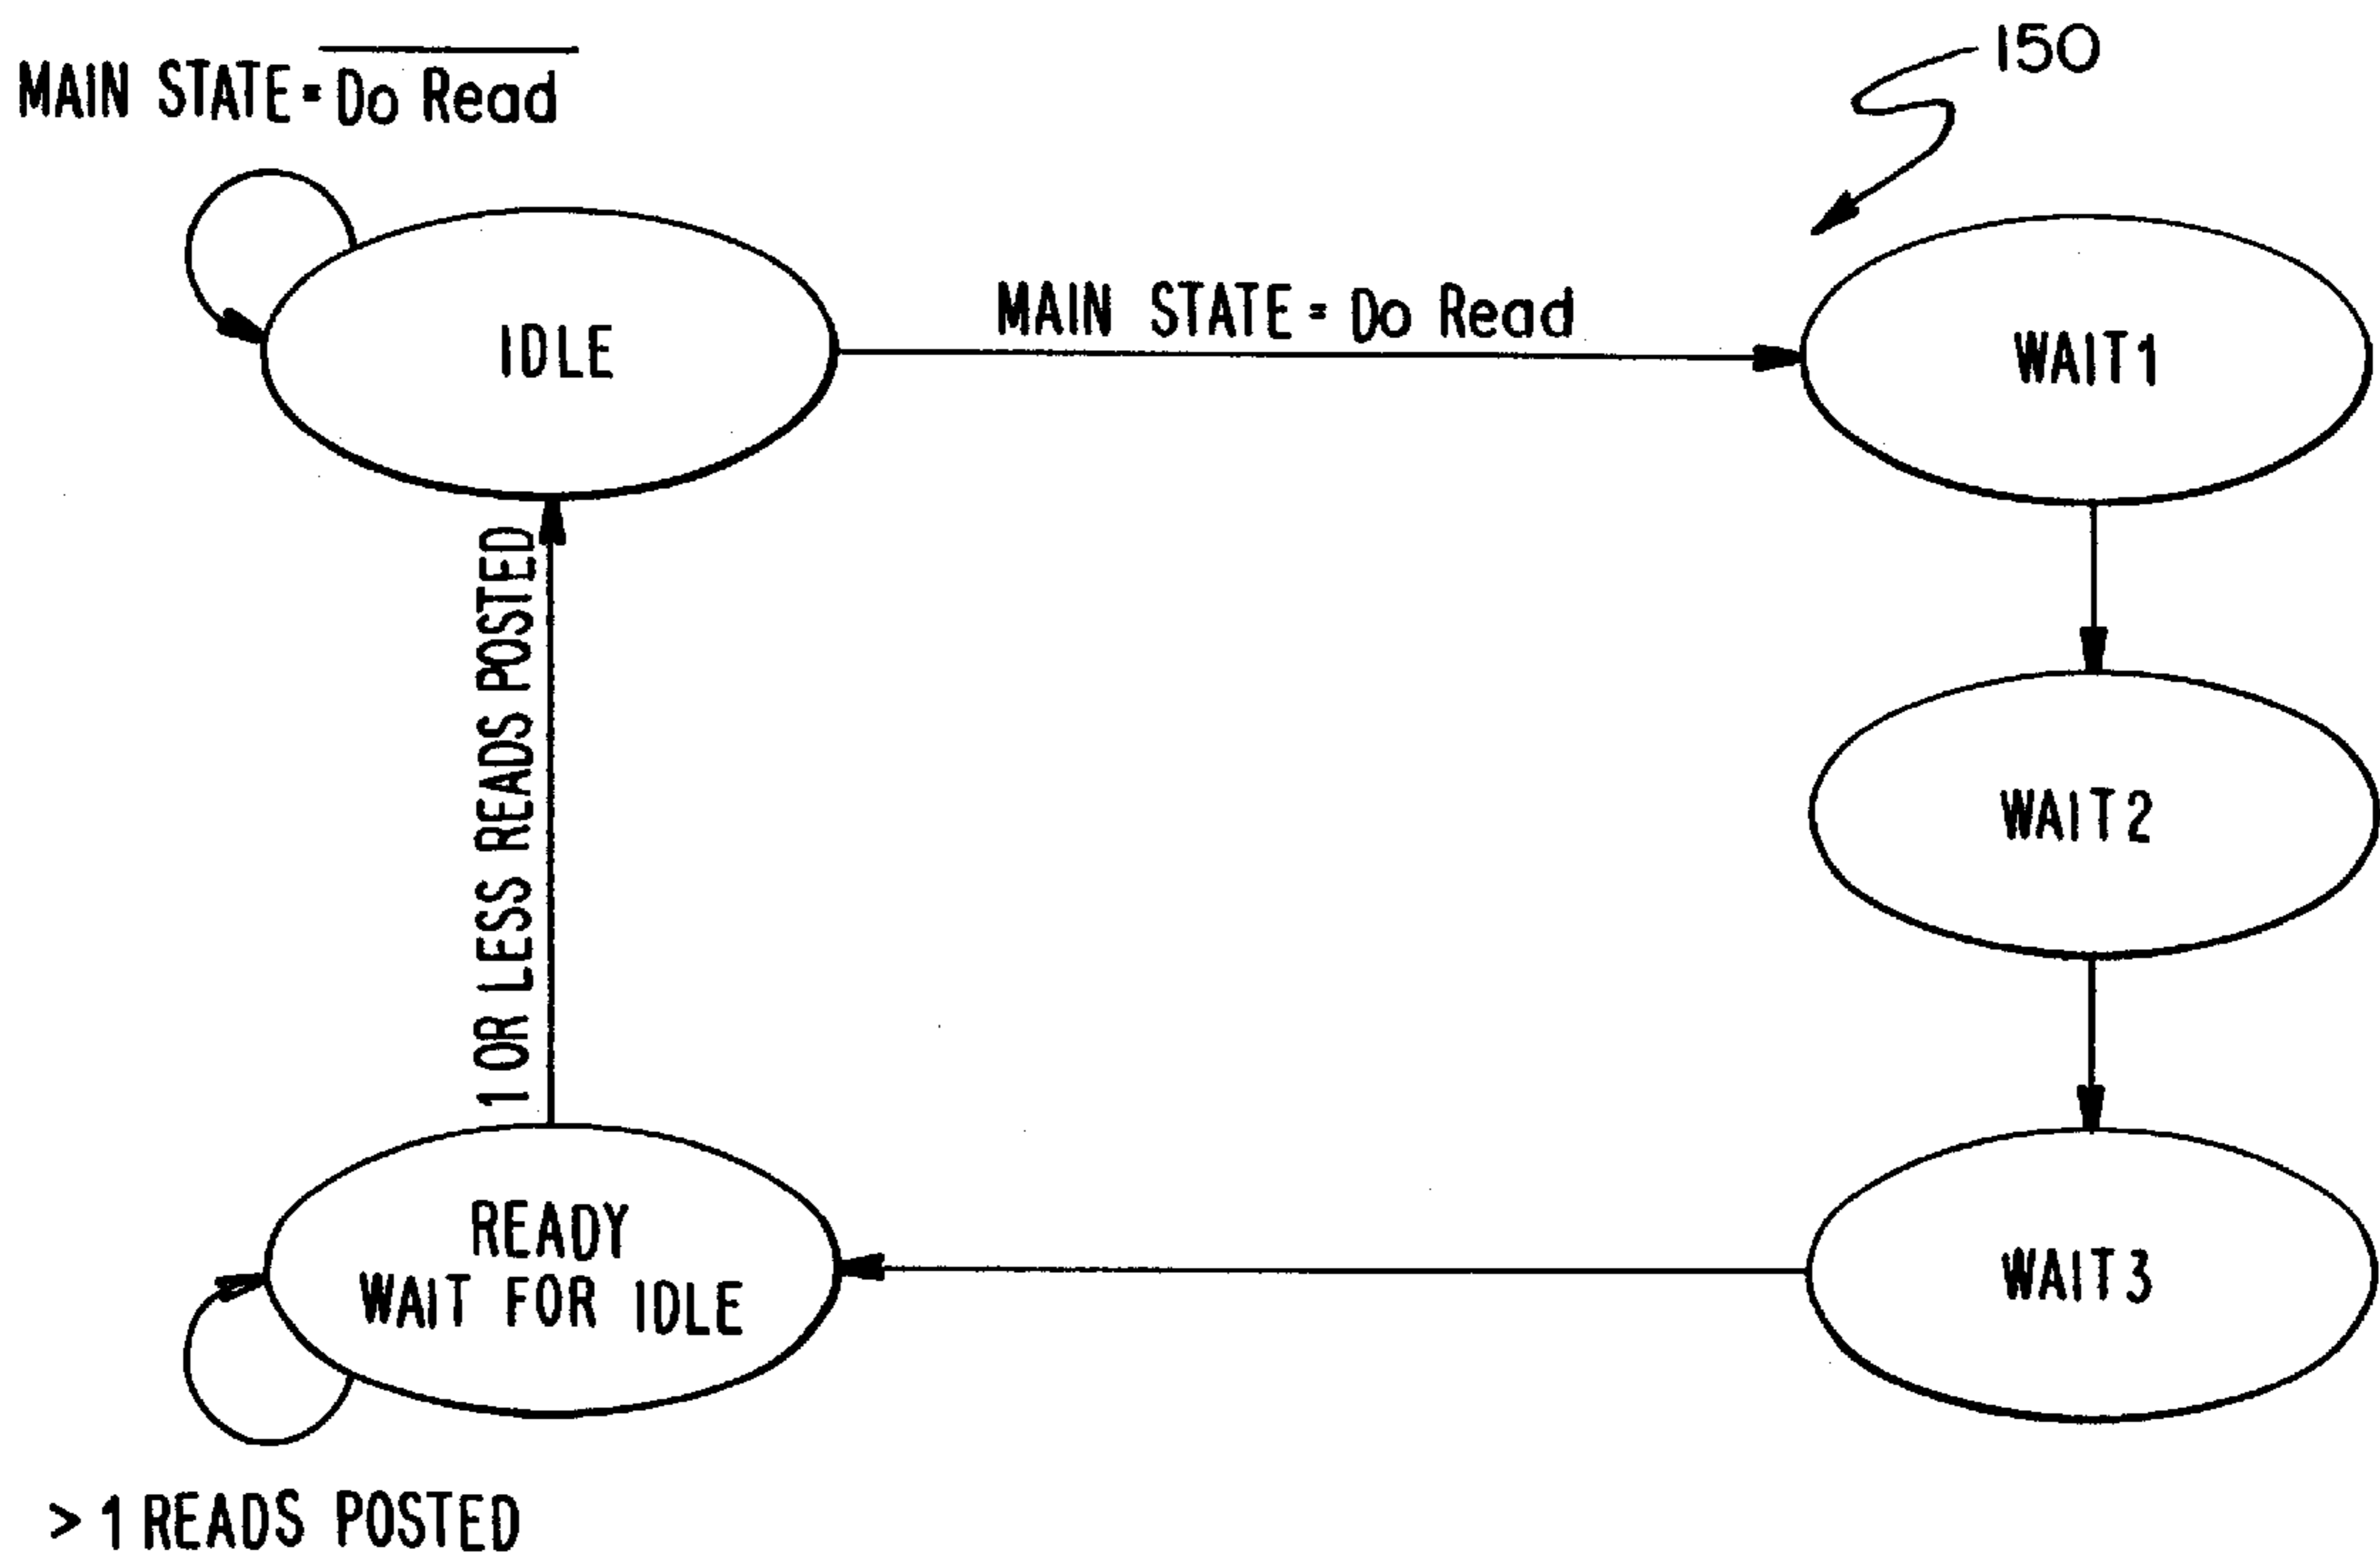 150
MAIN STATE = Do Read
IDLE
MAIN STATE = Do Read
WAIT1
1 OR LESS READS POSTED
WAIT2
READY
WAIT FOR IDLE
WAIT3
> 1 READS POSTED